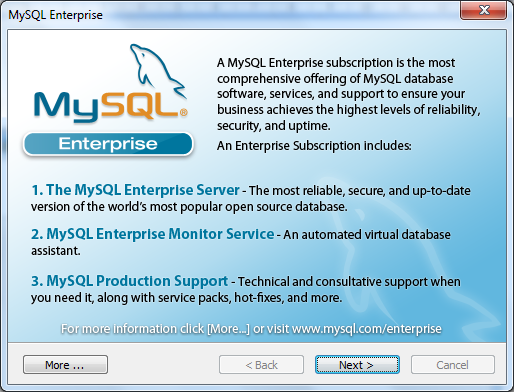 MySQL Enterprise
MySQL®
Enterprise
A MySQL Enterprise subscription is the most
comprehensive offering of MySQL database
software, services, and support to ensure your
business achieves the highest levels of reliability,
security, and uptime.
An Enterprise Subscription includes:
1. The MySQL Enterprise Server - The most reliable, secure, and up-to-date
version of the world's most popular open source database.
2. MySQL Enterprise Monitor Service - An automated virtual database
assistant.
3. MySQL Production Support - Technical and consultative support when
you need it, along with service packs, hot-fixes, and more.
For more information click [More...] or visit www.mysql.com/enterprise
More ...
< Back
Next >
Cancel